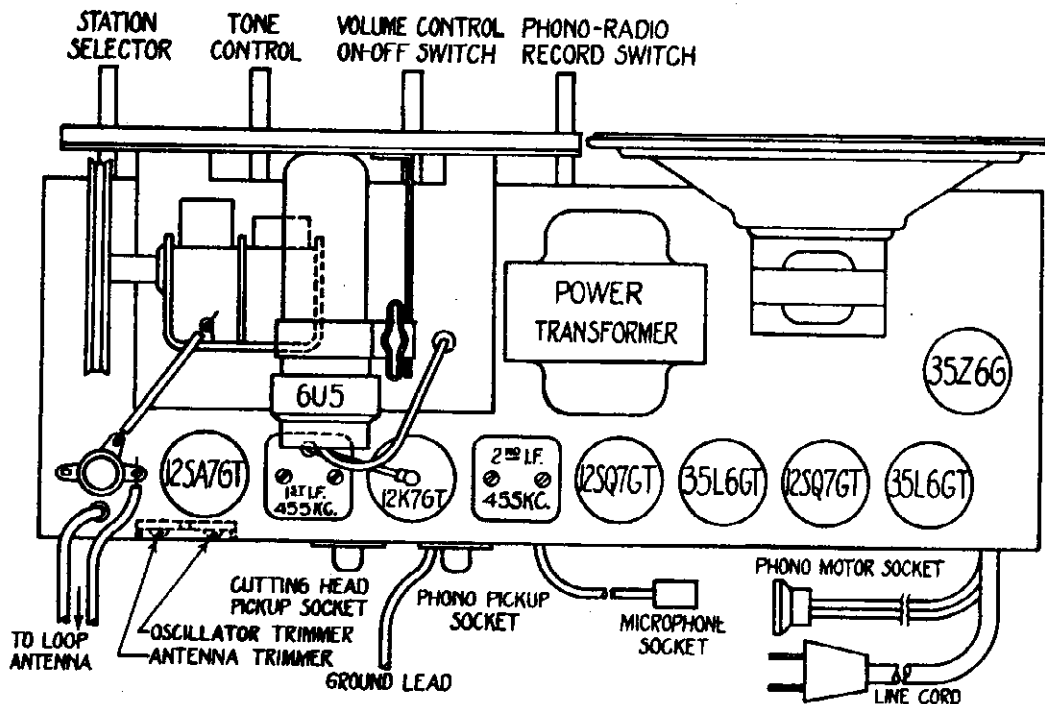 STATION
SELECTOR
TONE
CONTROL
VOLUME CONTROL
ON-OFF SWITCH
PHONO-RADIO
RECORD SWITCH
POWER
TRANSFORMER
35Z6G
6U5
12SA7GT
1ST I.F.
455KC.
12K7GT
2ND I.F.
455KC.
12SQ7GT
35L6GT
12SQ7GT
35L6GT
CUTTING HEAD
PICKUP SOCKET
PHONO PICKUP
SOCKET
MICROPHONE
SOCKET
PHONO MOTOR SOCKET
TO LOOP
ANTENNA
OSCILLATOR TRIMMER
ANTENNA TRIMMER
GROUND LEAD
LINE CORD